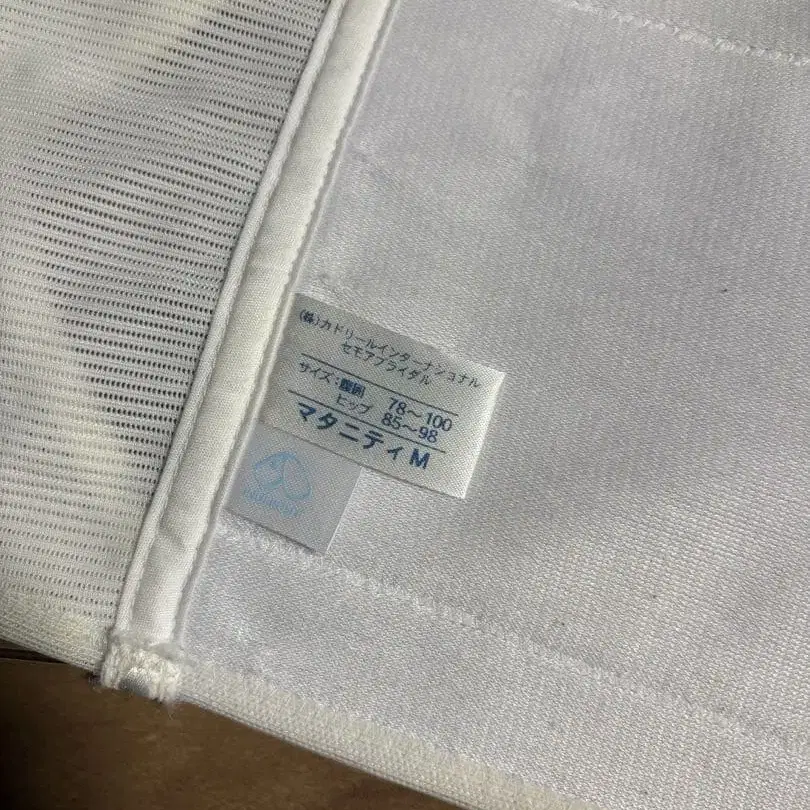 (株)カドリールインターナショナル
セモアブライダル
サイズ:腹囲 78〜100
ヒップ 85〜98
マタニティM